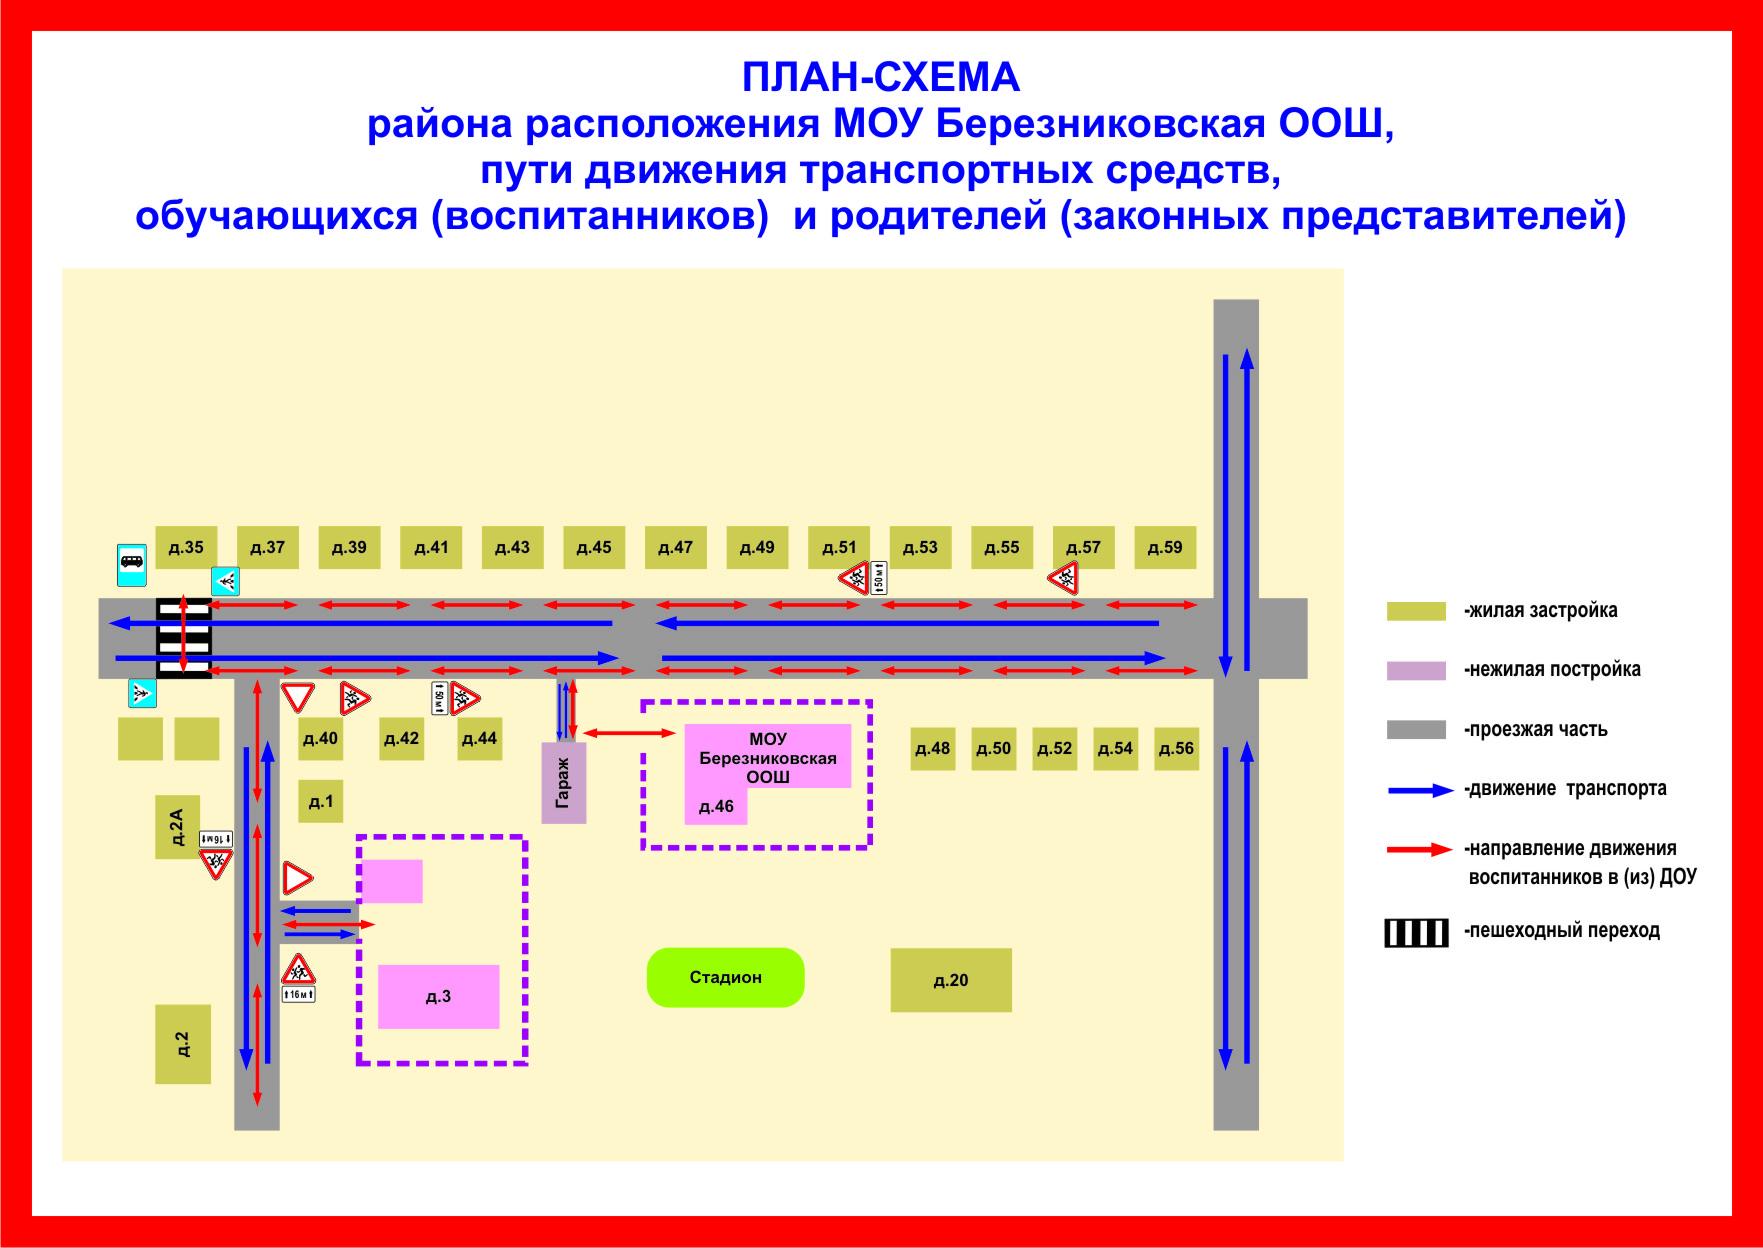 ПЛАН-СХЕМА
района расположения МОУ Березниковская ООШ,
пути движения транспортных средств,
обучающихся (воспитанников) и родителей (законных представителей)
д.35 д.37 д.39 д.41 д.43 д.45 д.47 д.49 д.51 д.53 д.55 д.57 д.59
50 м
50 м
д.40 д.42 д.44
МОУ
Березниковская
ООШ
д.46
д.48 д.50 д.52 д.54 д.56
Гараж
д.1
д.2А
16 м
16 м
д.3
д.2
Стадион
д.20
-жилая застройка
-нежилая постройка
-проезжая часть
-движение транспорта
-направление движения
воспитанников в (из) ДОУ
-пешеходный переход